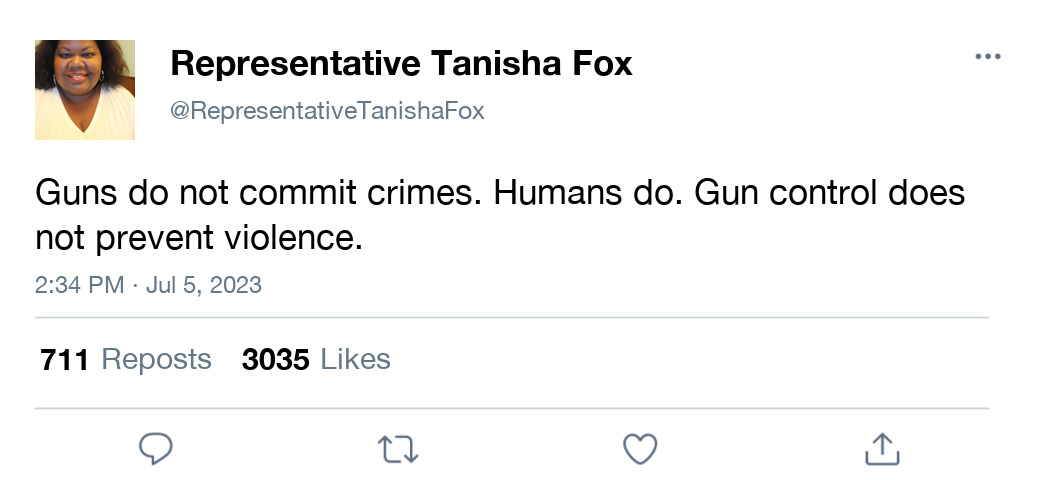 Representative Tanisha Fox
@RepresentativeTanishaFox
Guns do not commit crimes. Humans do. Gun control does
not prevent violence.
2:34 PM · Jul 5, 2023
711 Reposts 3035 Likes